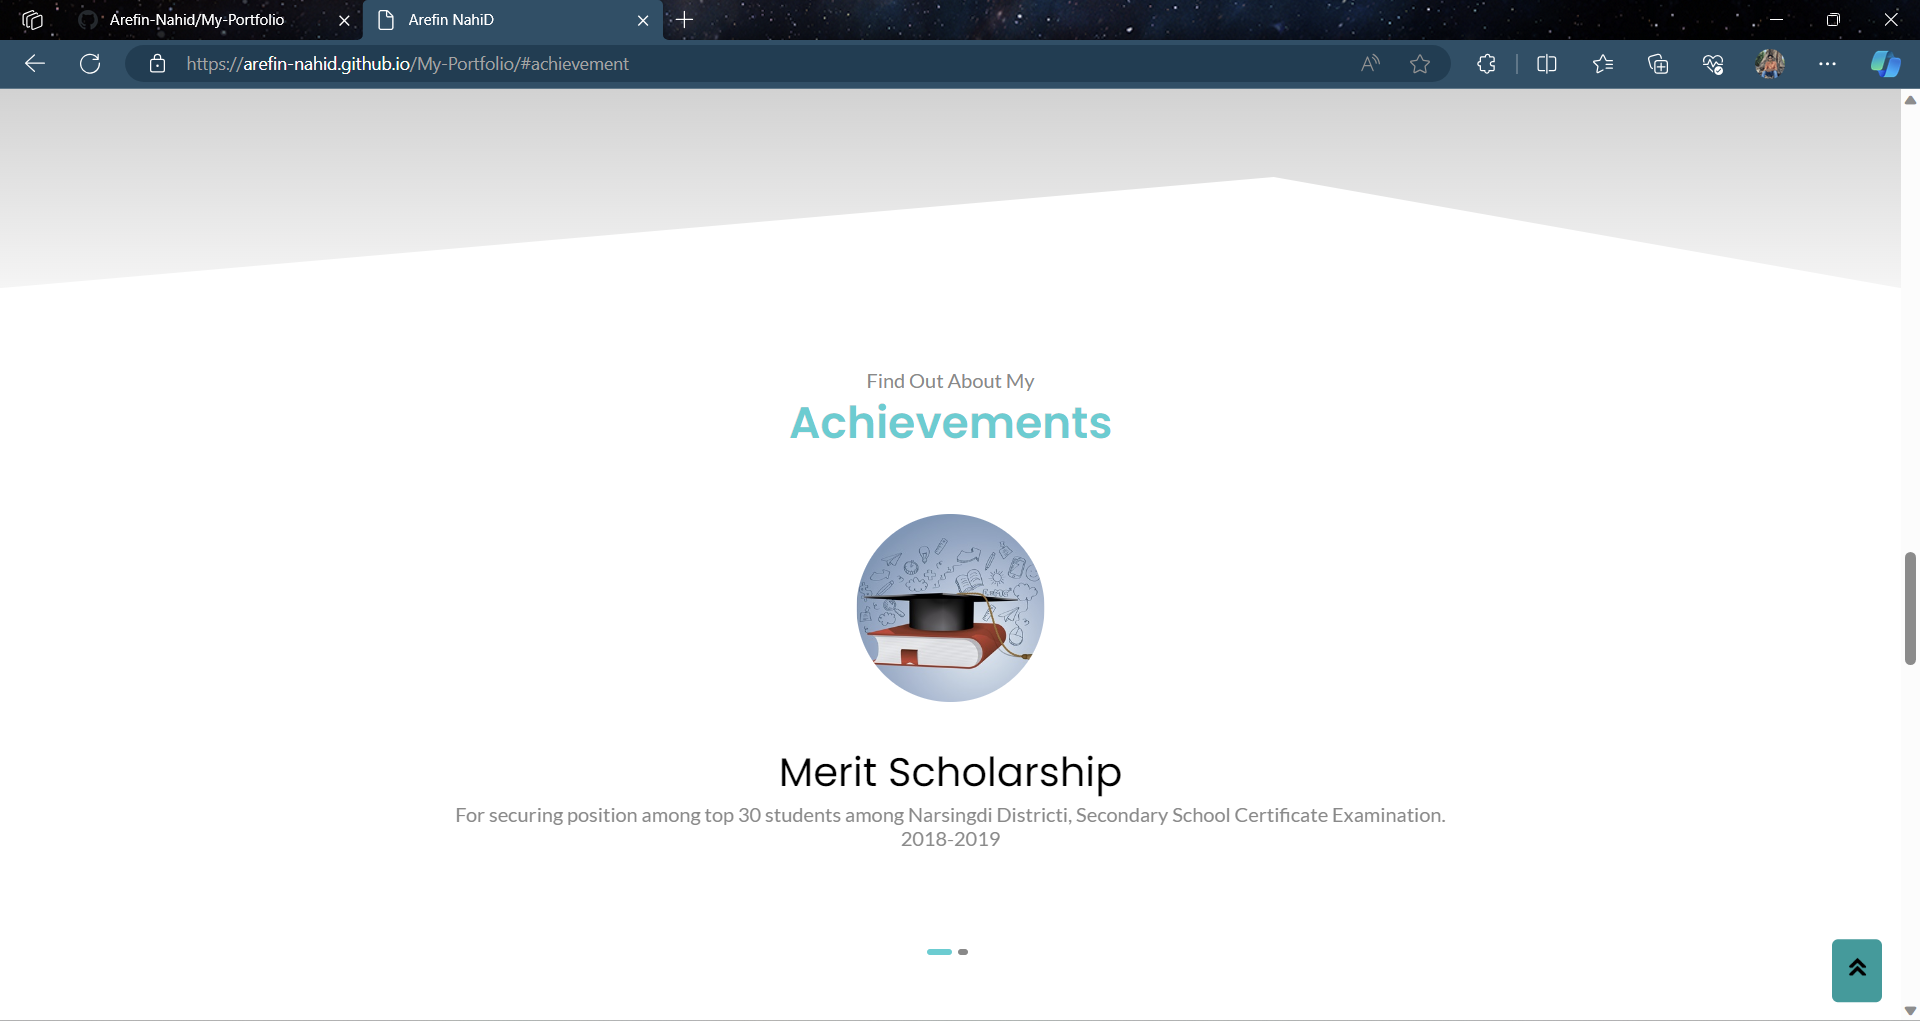 Arefin-Nahid/My-Portfolio
Arefin NahiD
https://arefin-nahid.github.io/My-Portfolio/#achievement
Find Out About My
Achievements
Merit Scholarship
For securing position among top 30 students among Narsingdi Districti, Secondary School Certificate Examination.
2018-2019